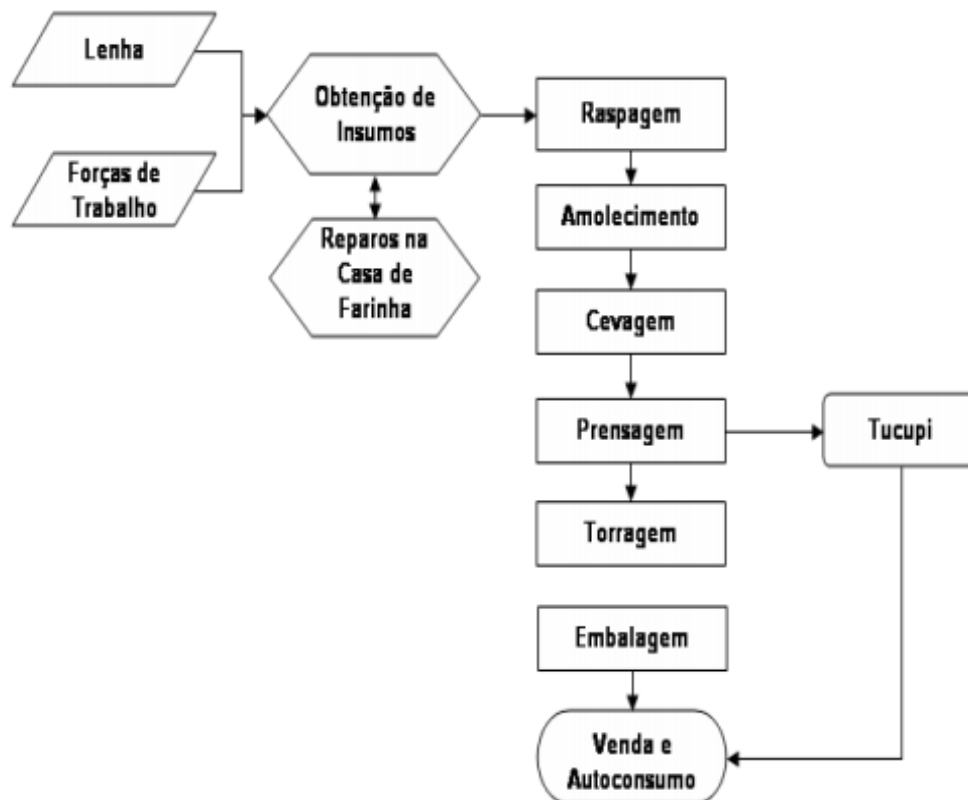 Lenha
Forças de
Trabalho
Obtenção de
Insumos
Reparos na
Casa de
Farinha
Raspagem
Amolecimento
Cevagem
Prensagem
Tucupi
Torragem
Embalagem
Venda e
Autoconsumo